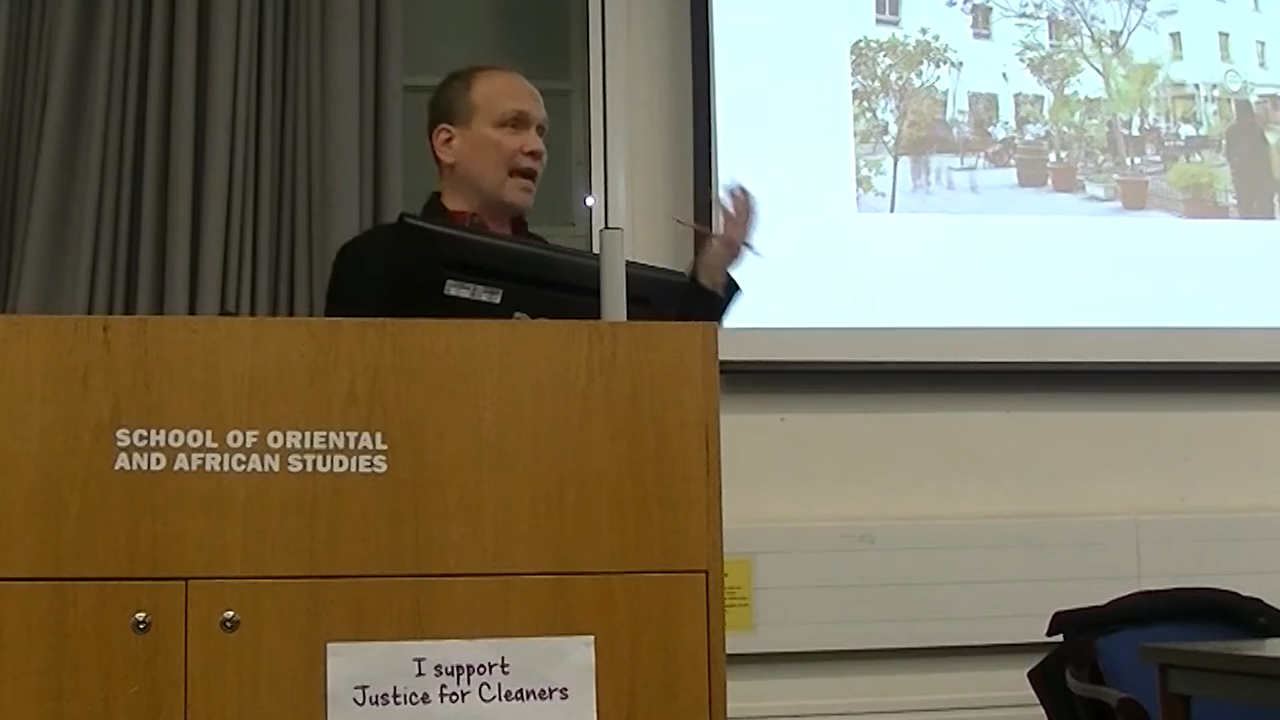 SCHOOL OF ORIENTAL
AND AFRICAN STUDIES
I support
Justice for Cleaners